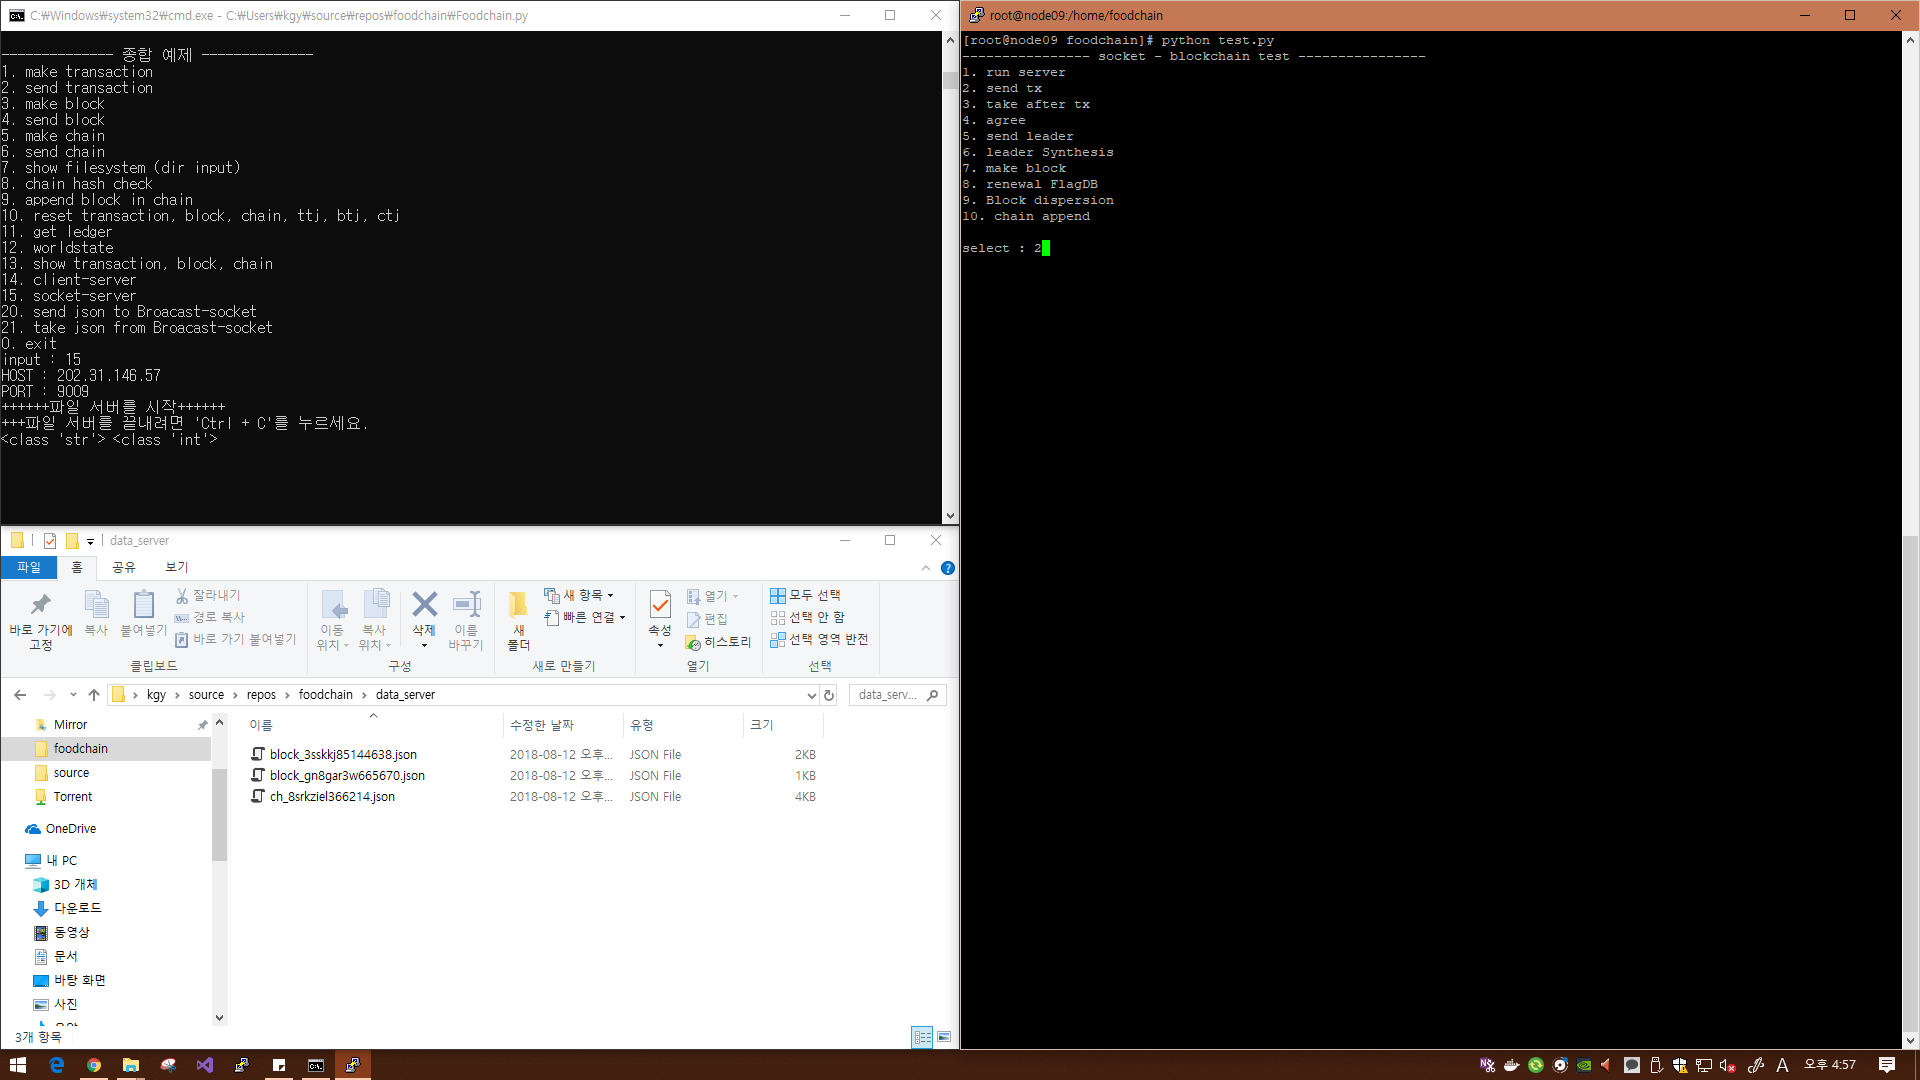 C:\Windows\system32\cmd.exe - C:\Users\kgy\source\repos\foodchain\Foodchain.py
-------------- 종합 예제 --------------
1. make transaction
2. send transaction
3. make block
4. send block
5. make chain
6. send chain
7. show filesystem (dir input)
8. chain hash check
9. append block in chain
10. reset transaction, block, chain, ttj, btj, ctj
11. get ledger
12. worldstate
13. show transaction, block, chain
14. client-server
15. socket-server
20. send json to Broacast-socket
21. take json from Broacast-socket
0. exit
input : 15
HOST : 202.31.146.57
PORT : 9009
++++++파일 서버를 시작++++++
+++파일 서버를 끝내려면 'Ctrl + C'를 누르세요.
<class 'str'> <class 'int'>
root@node09:/home/foodchain
[root@node09 foodchain]# python test.py
---------------- socket - blockchain test ----------------
1. run server
2. send tx
3. take after tx
4. agree
5. send leader
6. leader Synthesis
7. make block
8. renewal FlagDB
9. Block dispersion
10. chain append
select : 2
data_server
파일 홈 공유 보기
바로 가기에 고정
복사
붙여넣기
잘라내기
경로 복사
바로 가기 붙여넣기
클립보드
이동 위치
복사 위치
삭제
이름 바꾸기
구성
새 폴더
새 항목
빠른 연결
새로 만들기
속성
열기
편집
히스토리
열기
모두 선택
선택 안 함
선택 영역 반전
선택
kgy > source > repos > foodchain > data_server
data_serv...
Mirror
foodchain
source
Torrent
OneDrive
내 PC
3D 개체
다운로드
동영상
문서
바탕 화면
사진
이름 수정한 날짜 유형 크기
block_3sskkj85144638.json 2018-08-12 오후... JSON File 2KB
block_gn8gar3w665670.json 2018-08-12 오후... JSON File 1KB
ch_8srkziel366214.json 2018-08-12 오후... JSON File 4KB
3개 항목
A
오후 4:57